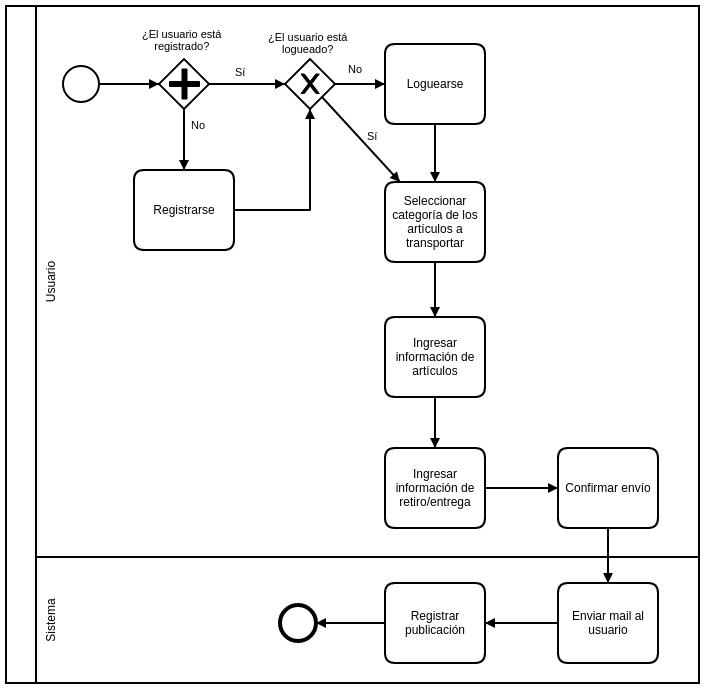 ¿El usuario está
registrado?
¿El usuario está
logueado?
Sí
No
Loguearse
No
Sí
Registrarse
Seleccionar
categoría de los
artículos a
transportar
Usuario
Ingresar
información de
artículos
Ingresar
información de
retiro/entrega
Confirmar envío
Sistema
Registrar
publicación
Enviar mail al
usuario